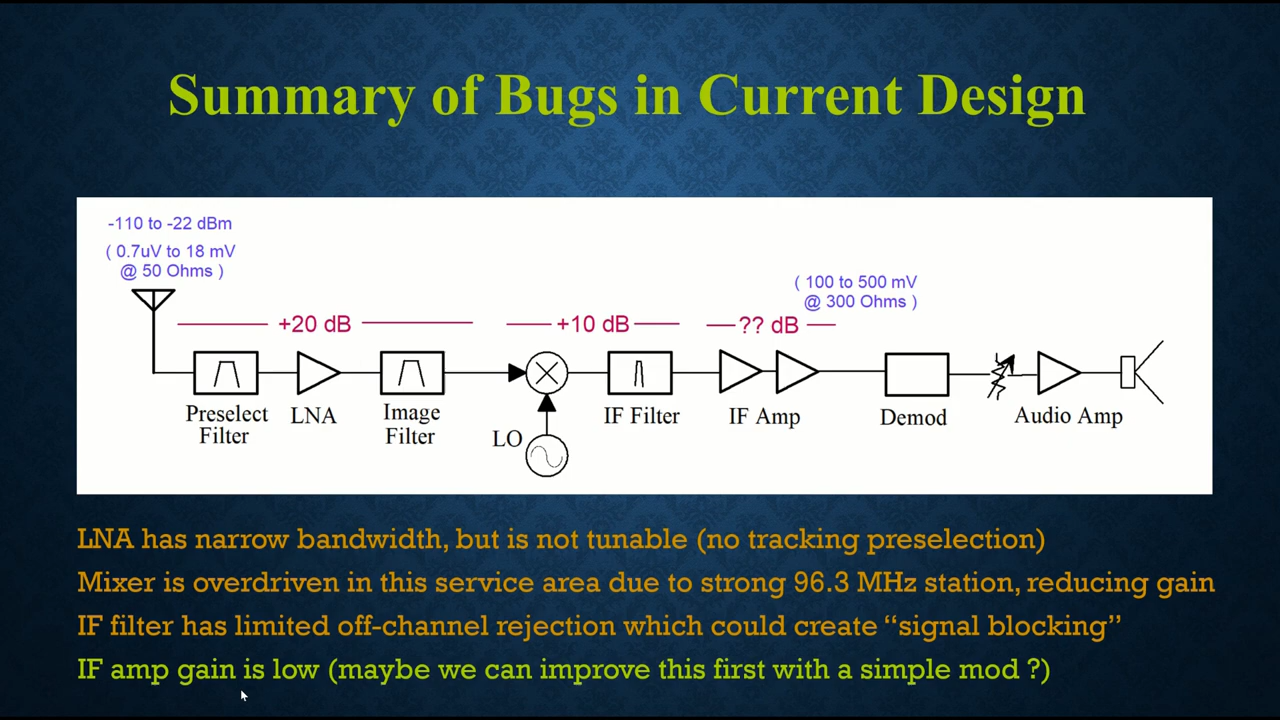 Summary of Bugs in Current Design
-110 to -22 dBm
( 0.7uV to 18 mV
@ 50 Ohms )
( 100 to 500 mV
@ 300 Ohms )
+20 dB
+10 dB
?? dB
Preselect
Filter
LNA
Image
Filter
LO
IF Filter
IF Amp
Demod
Audio Amp
LNA has narrow bandwidth, but is not tunable (no tracking preselection)
Mixer is overdriven in this service area due to strong 96.3 MHz station, reducing gain
IF filter has limited off-channel rejection which could create “signal blocking”
IF amp gain is low (maybe we can improve this first with a simple mod ?)